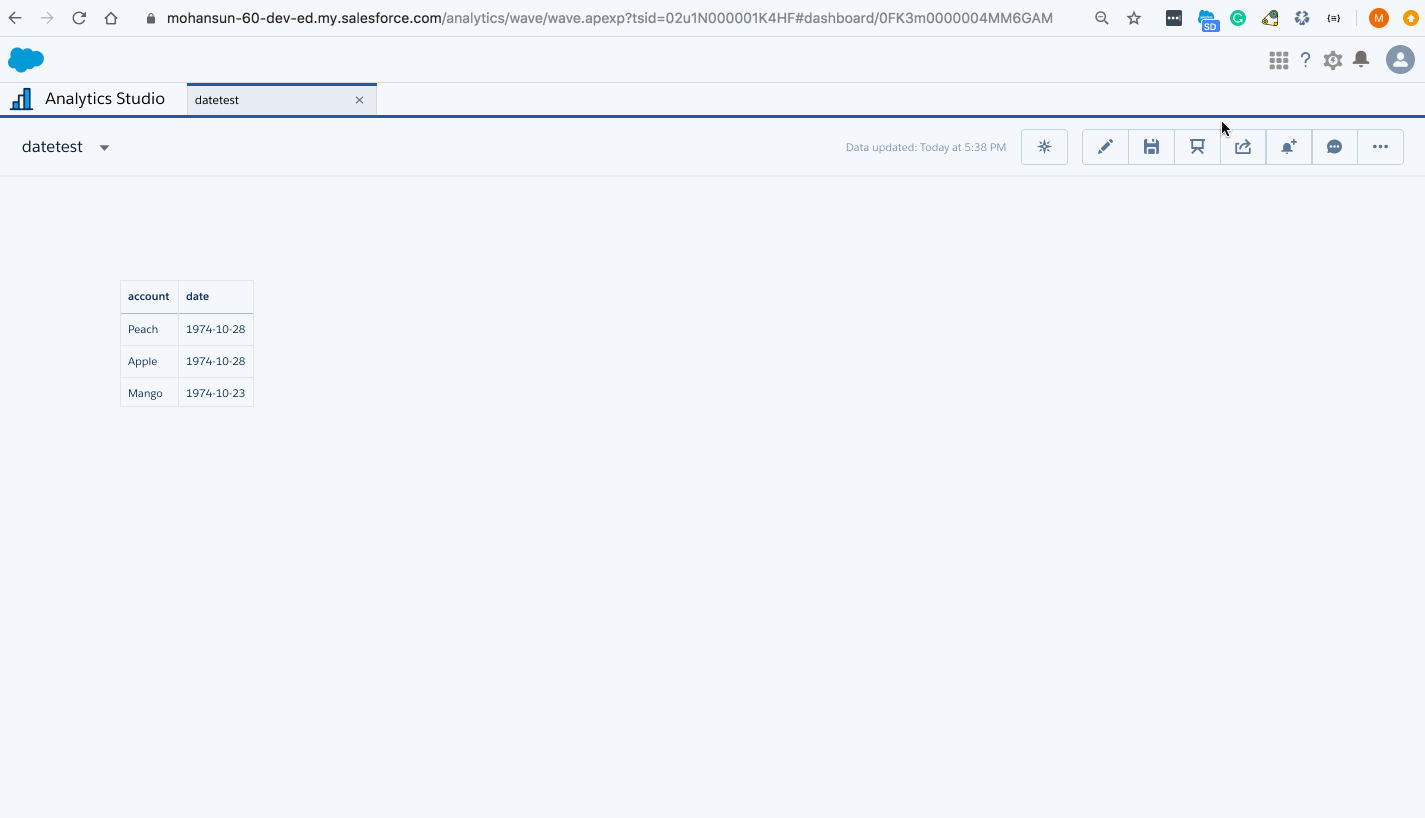 mohansun-60-dev-ed.my.salesforce.com/analytics/wave/wave.apexp?tsid=02u1N000001K4HF#dashboard/0FK3m0000004MM6GAM
SD
M
Analytics Studio
datetest
datetest
Data updated: Today at 5:38 PM
account date
Peach 1974-10-28
Apple 1974-10-28
Mango 1974-10-23